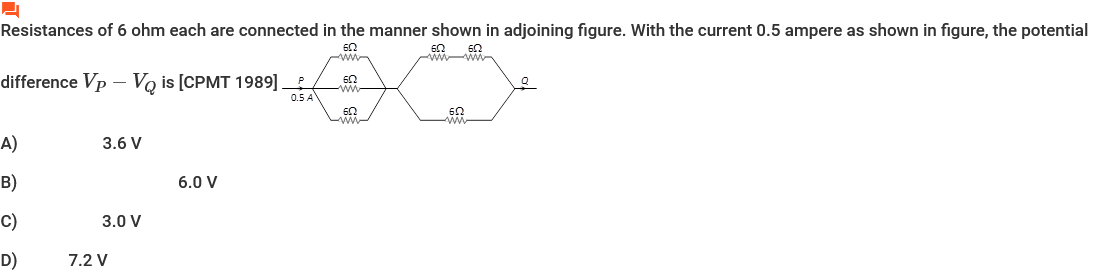 Resistances of 6 ohm each are connected in the manner shown in adjoining figure. With the current 0.5 ampere as shown in figure, the potential
6Ω 6Ω 6Ω
difference V_P − V_Q is [CPMT 1989] P 6Ω Q
0.5 A
6Ω 6Ω
A) 3.6 V
B) 6.0 V
C) 3.0 V
D) 7.2 V